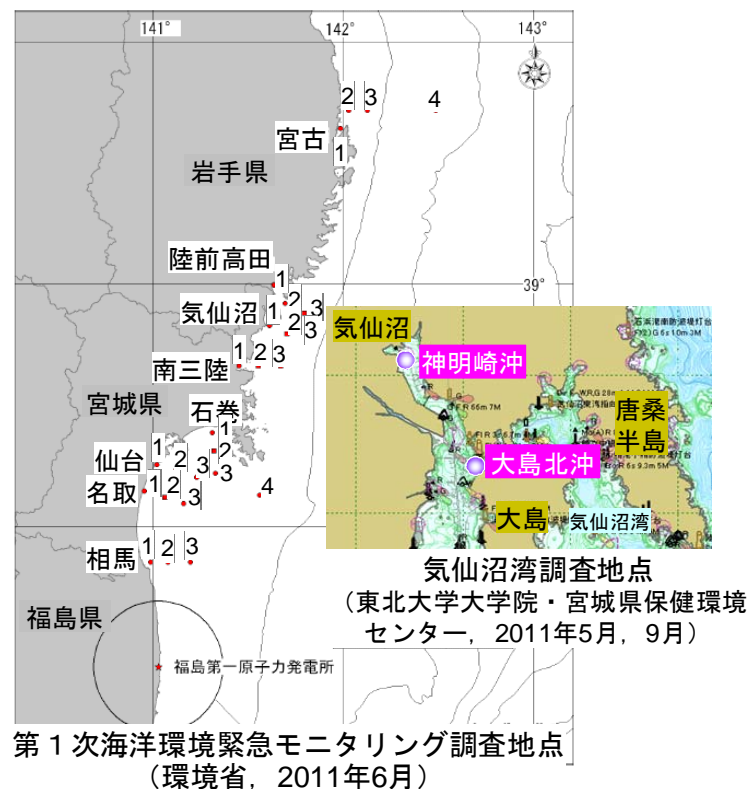 141°
142°
143°
2 3 4
宮古
1
岩手県
陸前高田
1
2
3
39°
気仙沼
1
2
3
南三陸
1 2 3
宮城県
石巻
1
2
3
仙台
1
2
3
4
名取
1
2
3
相馬
1 2 3
福島県
福島第一原子力発電所
気仙沼
神明崎沖
唐桑
半島
大島北沖
大島
気仙沼湾
気仙沼湾調査地点
（東北大学大学院・宮城県保健環境
センター，2011年5月，9月）
第１次海洋環境緊急モニタリング調査地点
（環境省，2011年6月）